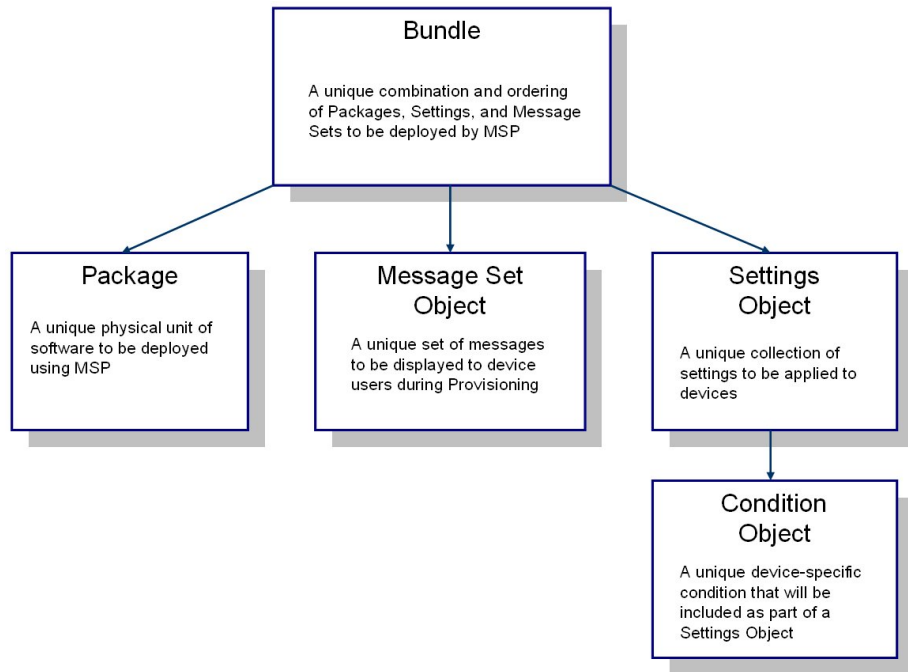 Bundle
A unique combination and ordering
of Packages, Settings, and Message
Sets to be deployed by MSP
Package
A unique physical unit of
software to be deployed
using MSP
Message Set
Object
A unique set of messages
to be displayed to device
users during Provisioning
Settings
Object
A unique collection of
settings to be applied to
devices
Condition
Object
A unique device-specific
condition that will be
included as part of a
Settings Object